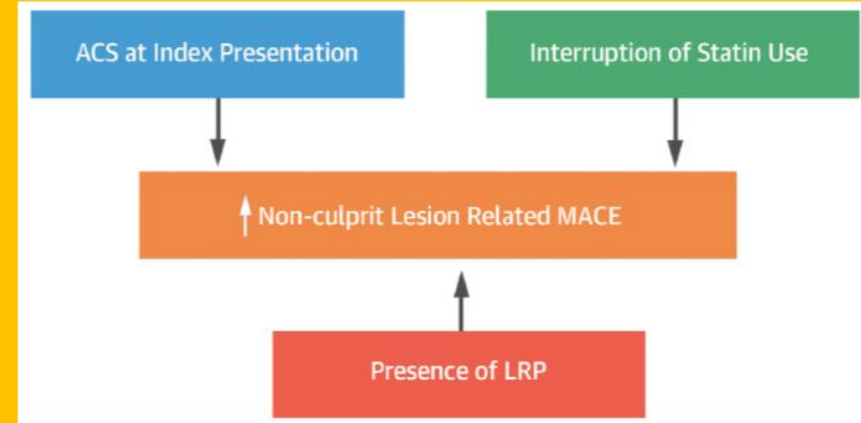 ACS at Index Presentation
Interruption of Statin Use
Non-culprit Lesion Related MACE
Presence of LRP